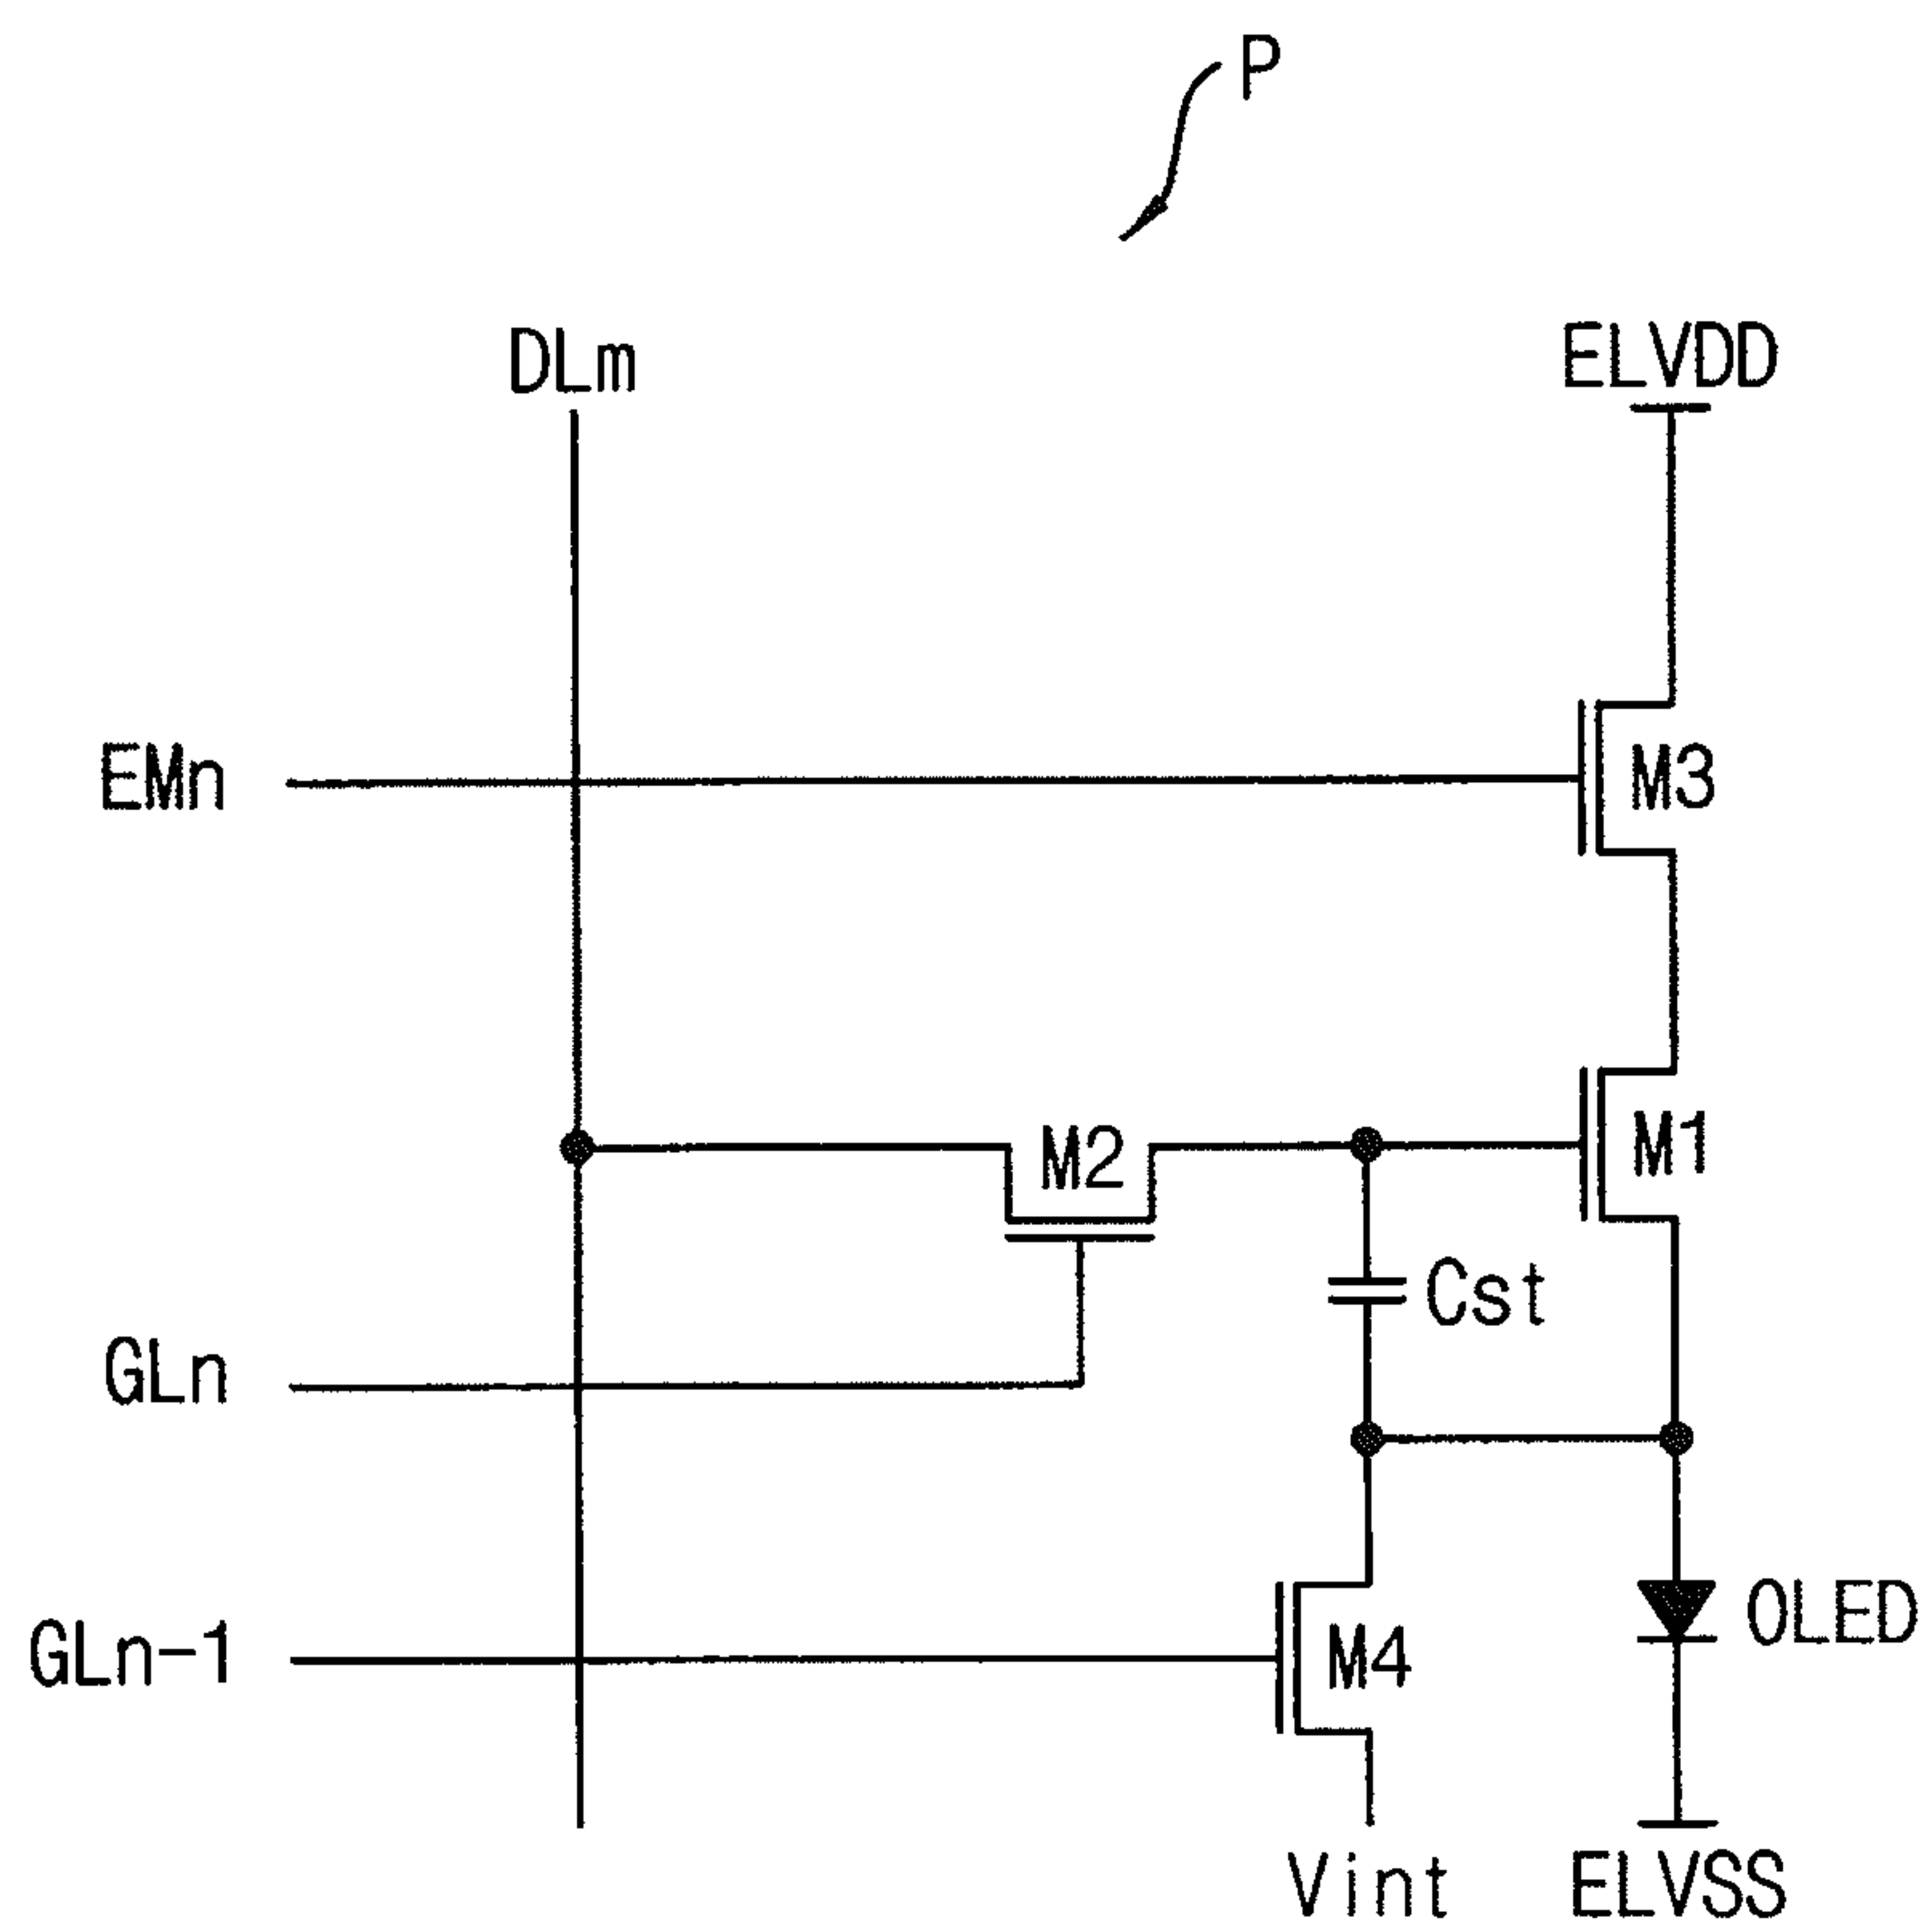 P
DLm
ELVDD
EMn
M3
M2
M1
Cst
GLn
OLED
GLn-1
M4
Vint
ELVSS